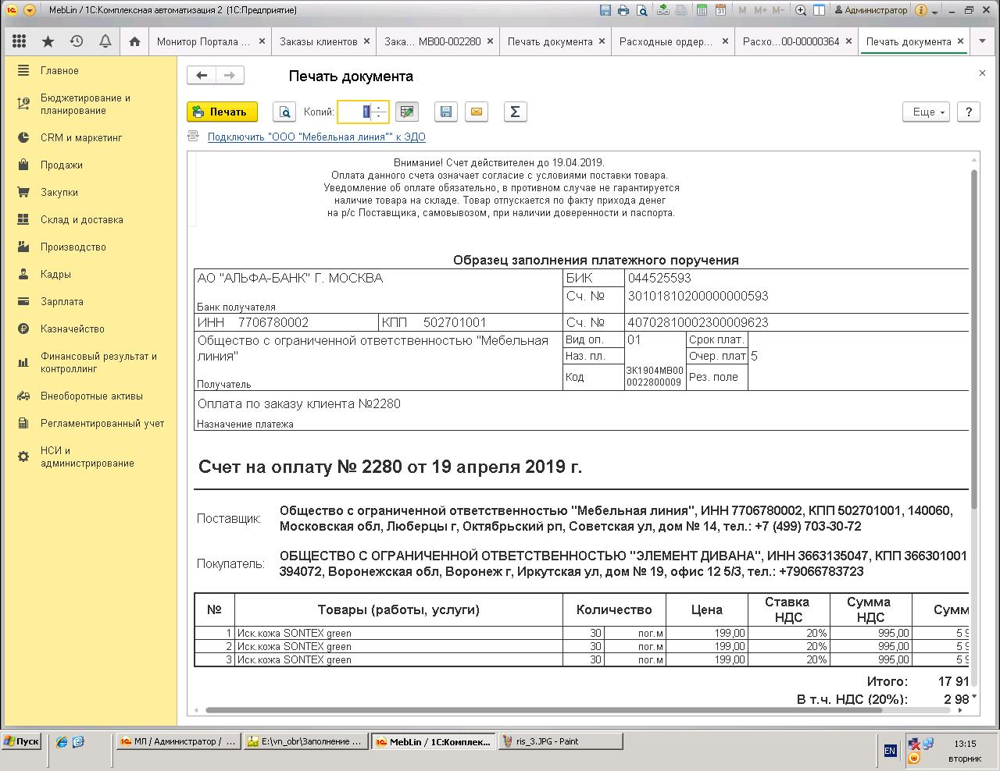 MebLin / 1С:Комплексная автоматизация 2 (1С:Предприятие)
M M+ M-
Администратор
Монитор Портала ...
Заказы клиентов
Зака... МВ00-002280
Печать документа
Расходные ордер...
Расхо...00-00000364
Печать документа
Главное
Бюджетирование и
планирование
CRM и маркетинг
Продажи
Закупки
Склад и доставка
Производство
Кадры
Зарплата
Казначейство
Финансовый результат и
контроллинг
Внеоборотные активы
Регламентированный учет
НСИ и
администрирование
Печать документа
Печать
Копий: 1
Еще
?
Подключить "ООО "Мебельная линия"" к ЭДО
Внимание! Счет действителен до 19.04.2019.
Оплата данного счета означает согласие с условиями поставки товара.
Уведомление об оплате обязательно, в противном случае не гарантируется
наличие товара на складе. Товар отпускается по факту прихода денег
на р/с Поставщика, самовывозом, при наличии доверенности и паспорта.
Образец заполнения платежного поручения
АО "АЛЬФА-БАНК" Г. МОСКВА БИК 044525593
Сч. № 30101810200000000593
Банк получателя
ИНН 7706780002 КПП 502701001 Сч. № 40702810002300009623
Общество с ограниченной ответственностью "Мебельная
линия"
Получатель
Вид оп. 01 Срок плат.
Наз. пл. Очер. плат 5
Код ЗК1904МВ00
0022800009 Рез. поле
Оплата по заказу клиента №2280
Назначение платежа
Счет на оплату № 2280 от 19 апреля 2019 г.
Поставщик: Общество с ограниченной ответственностью "Мебельная линия", ИНН 7706780002, КПП 502701001, 140060,
Московская обл, Люберцы г, Октябрьский рп, Советская ул, дом № 14, тел.: +7 (499) 703-30-72
Покупатель: ОБЩЕСТВО С ОГРАНИЧЕННОЙ ОТВЕТСТВЕННОСТЬЮ "ЭЛЕМЕНТ ДИВАНА", ИНН 3663135047, КПП 366301001
394072, Воронежская обл, Воронеж г, Иркутская ул, дом № 19, офис 12 5/3, тел.: +79066783723
№ Товары (работы, услуги) Количество Цена Ставка НДС Сумма НДС Сумм
1 Иск.кожа SONTEX green 30 пог.м 199,00 20% 995,00 5 9
2 Иск.кожа SONTEX green 30 пог.м 199,00 20% 995,00 5 9
3 Иск.кожа SONTEX green 30 пог.м 199,00 20% 995,00 5 9
Итого: 17 91
В т.ч. НДС (20%): 2 98
Пуск
МЛ / Администратор / ...
E:\vn_obr\Заполнение ...
MebLin / 1С:Комплек...
ris_3.JPG - Paint
EN
13:15
вторник